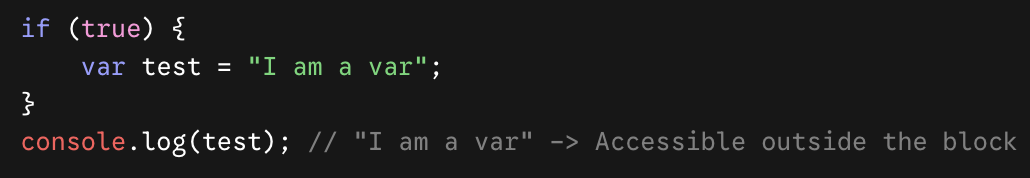 if (true) {
    var test = "I am a var";
}
console.log(test); // "I am a var" -> Accessible outside the block